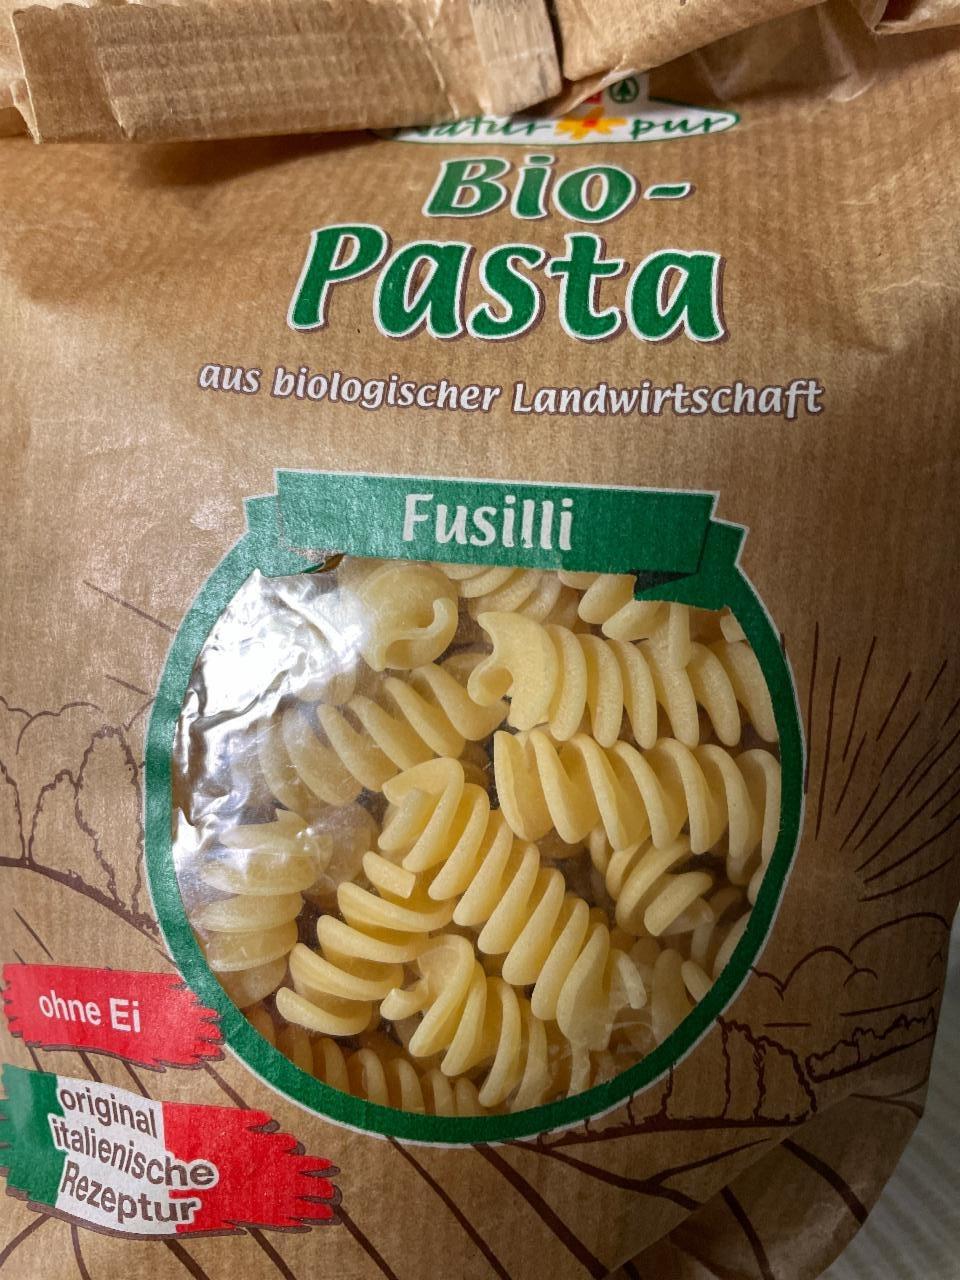 Natur pur
Bio-
Pasta
aus biologischer Landwirtschaft
Fusilli
ohne Ei
original
italienische
Rezeptur